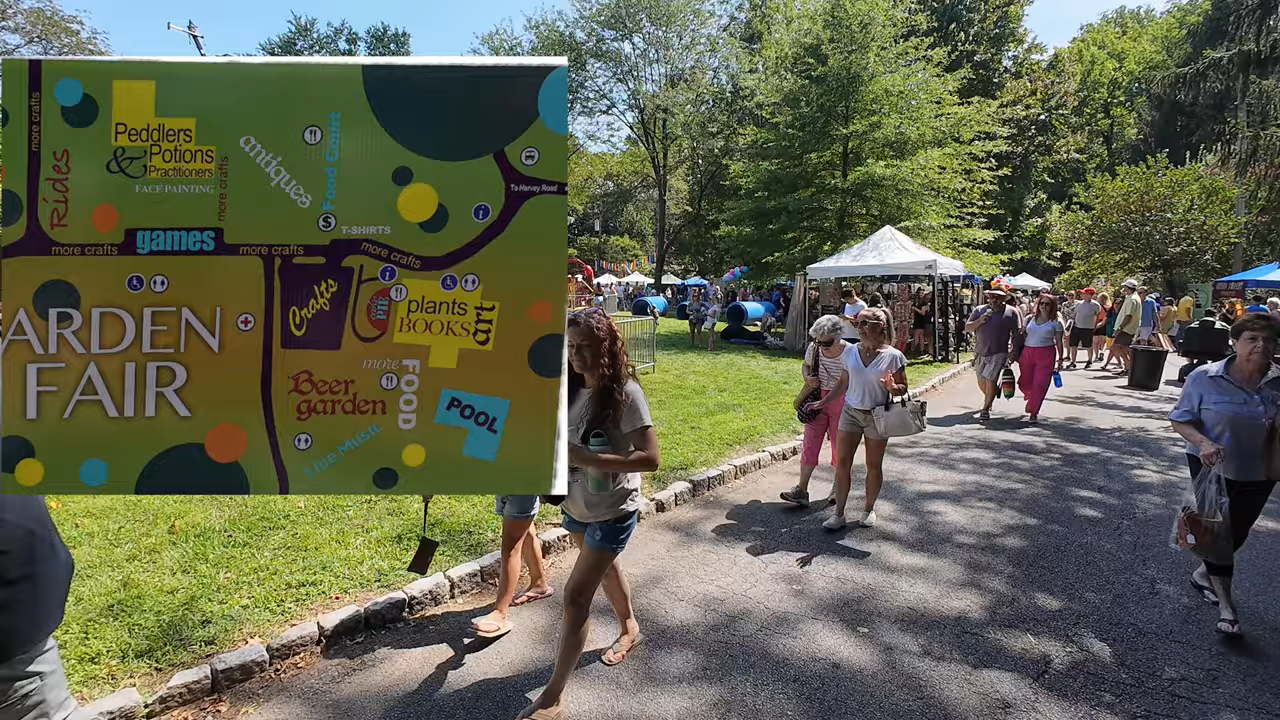 more crafts
Rides
Peddlers
Potions
& Practitioners
FACE PAINTING
more crafts
antiques
Food Court
$
T-SHIRTS
i
To Harvey Road
more crafts
games
more crafts
more crafts
ARDEN
FAIR
Crafts
i
art
plants
BOOKS
art
more
FOOD
Beer
garden
Live Music
POOL